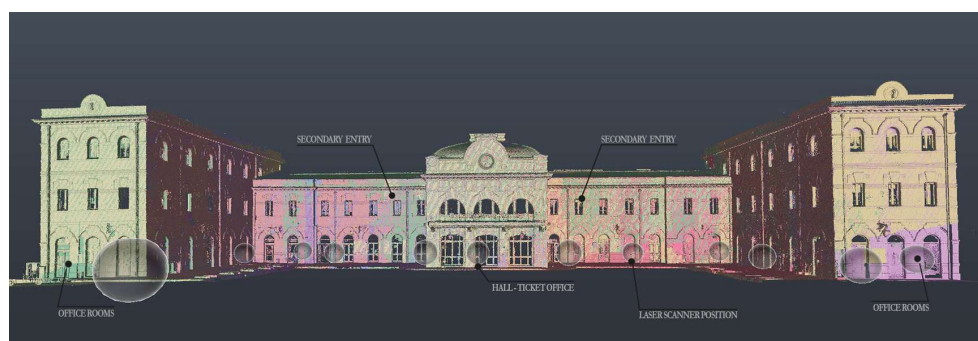 SECONDARY ENTRY
SECONDARY ENTRY
HALL - TICKET OFFICE
OFFICE ROOMS
LASER SCANNER POSITION
OFFICE ROOMS